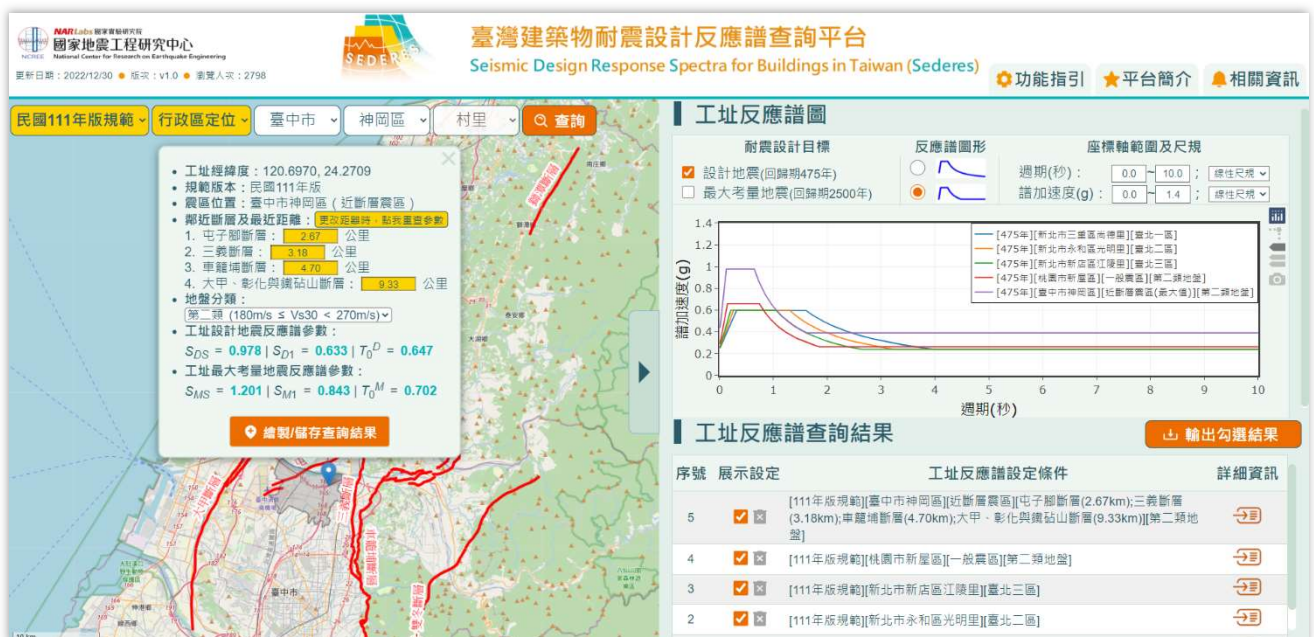 NARLabs 國家實驗研究院
國家地震工程研究中心
NCREE National Center for Research on Earthquake Engineering
更新日期：2022/12/30 ● 版次：v1.0 ● 瀏覽人次：2798
SEDERES
臺灣建築物耐震設計反應譜查詢平台
Seismic Design Response Spectra for Buildings in Taiwan (Sederes)
功能指引 平台簡介 相關資訊
民國111年版規範 行政區定位 臺中市 神岡區 村里 查詢
• 工址經緯度：120.6970, 24.2709
• 規範版本：民國111年版
• 震區位置：臺中市神岡區（近斷層震區）
• 鄰近斷層及最近距離：更改距離時，點我重查參數
1. 屯子腳斷層： 2.67 公里
2. 三義斷層： 3.18 公里
3. 車籠埔斷層： 4.70 公里
4. 大甲、彰化與鐵砧山斷層： 9.33 公里
• 地盤分類：
第二類 (180m/s ≤ Vs30 < 270m/s)
• 工址設計地震反應譜參數：
SDS = 0.978 | SD1 = 0.633 | T0D = 0.647
• 工址最大考量地震反應譜參數：
SMS = 1.201 | SM1 = 0.843 | T0M = 0.702
繪製/儲存查詢結果
獅潭斷層
泰安鄉
大湖鄉
大甲斷層
三義斷層
車籠埔斷層
雙冬斷層
臺中市
10 km
工址反應譜圖
耐震設計目標 反應譜圖形 座標軸範圍及尺規
設計地震(回歸期475年)
最大考量地震(回歸期2500年)
週期(秒)： 0.0 ~ 10.0 ； 線性尺規
譜加速度(g)： 0.0 ~ 1.4 ； 線性尺規
[475年][新北市三重區尚德里][臺北一區]
[475年][新北市永和區光明里][臺北二區]
[475年][新北市新店區江陵里][臺北三區]
[475年][桃園市新屋區][一般震區][第二類地盤]
[475年][臺中市神岡區][近斷層震區(最大值)][第二類地盤]
譜加速度(g)
1.4
1.2
1
0.8
0.6
0.4
0.2
0
0 1 2 3 4 5 6 7 8 9 10
週期(秒)
工址反應譜查詢結果
輸出勾選結果
序號 展示設定 工址反應譜設定條件 詳細資訊
5 [111年版規範][臺中市神岡區][近斷層震區][屯子腳斷層(2.67km);三義斷層
(3.18km);車籠埔斷層(4.70km);大甲、彰化與鐵砧山斷層(9.33km)][第二類地
盤]
4 [111年版規範][桃園市新屋區][一般震區][第二類地盤]
3 [111年版規範][新北市新店區江陵里][臺北三區]
2 [111年版規範][新北市永和區光明里][臺北二區]